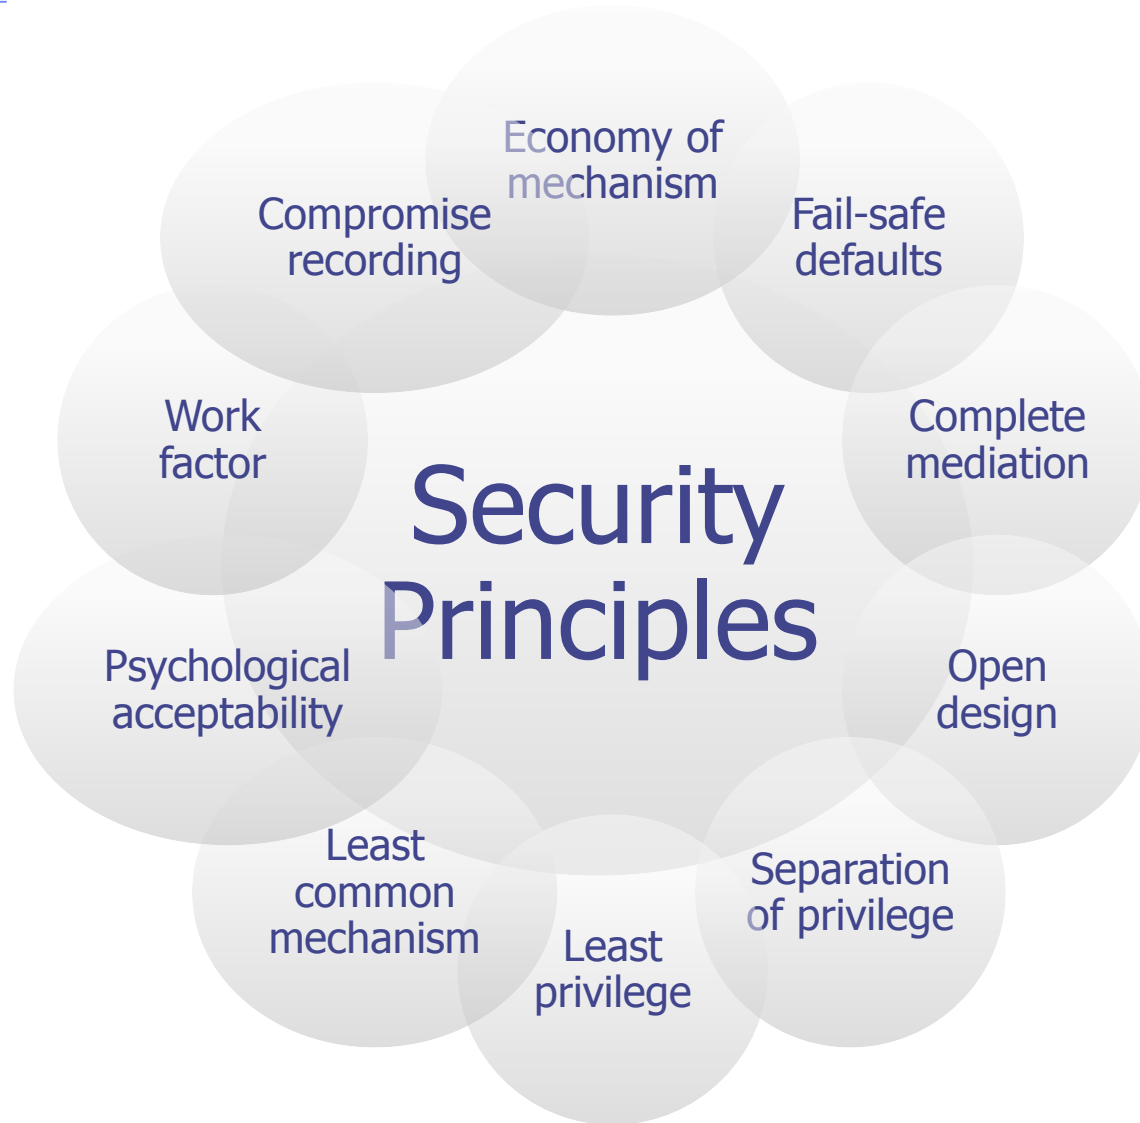 Economy of
mechanism
Fail-safe
defaults
Complete
mediation
Open
design
Separation
of privilege
Least
privilege
Least
common
mechanism
Psychological
acceptability
Work
factor
Compromise
recording
Security
Principles